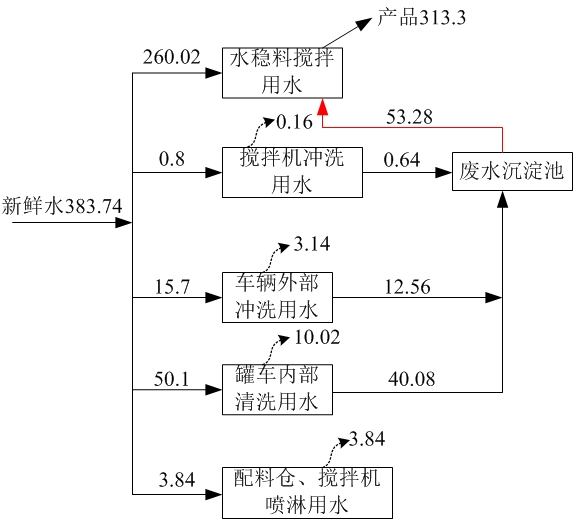 产品313.3
260.02
水稳料搅拌
用水
53.28
0.16
0.8
搅拌机冲洗
用水
0.64
废水沉淀池
新鲜水383.74
3.14
15.7
车辆外部
冲洗用水
12.56
10.02
50.1
罐车内部
清洗用水
40.08
3.84
3.84
配料仓、搅拌机
喷淋用水